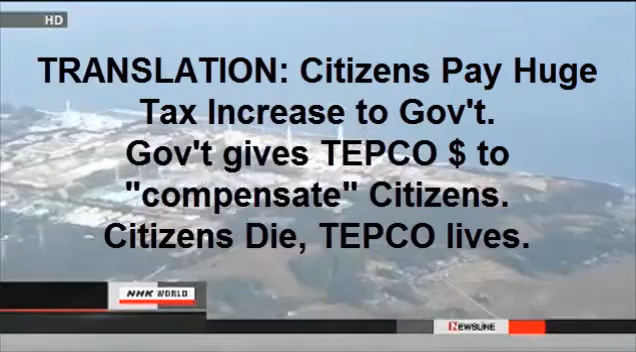 HD
TRANSLATION: Citizens Pay Huge
Tax Increase to Gov't.
Gov't gives TEPCO $ to
"compensate" Citizens.
Citizens Die, TEPCO lives.
NHK WORLD
NEWSLINE